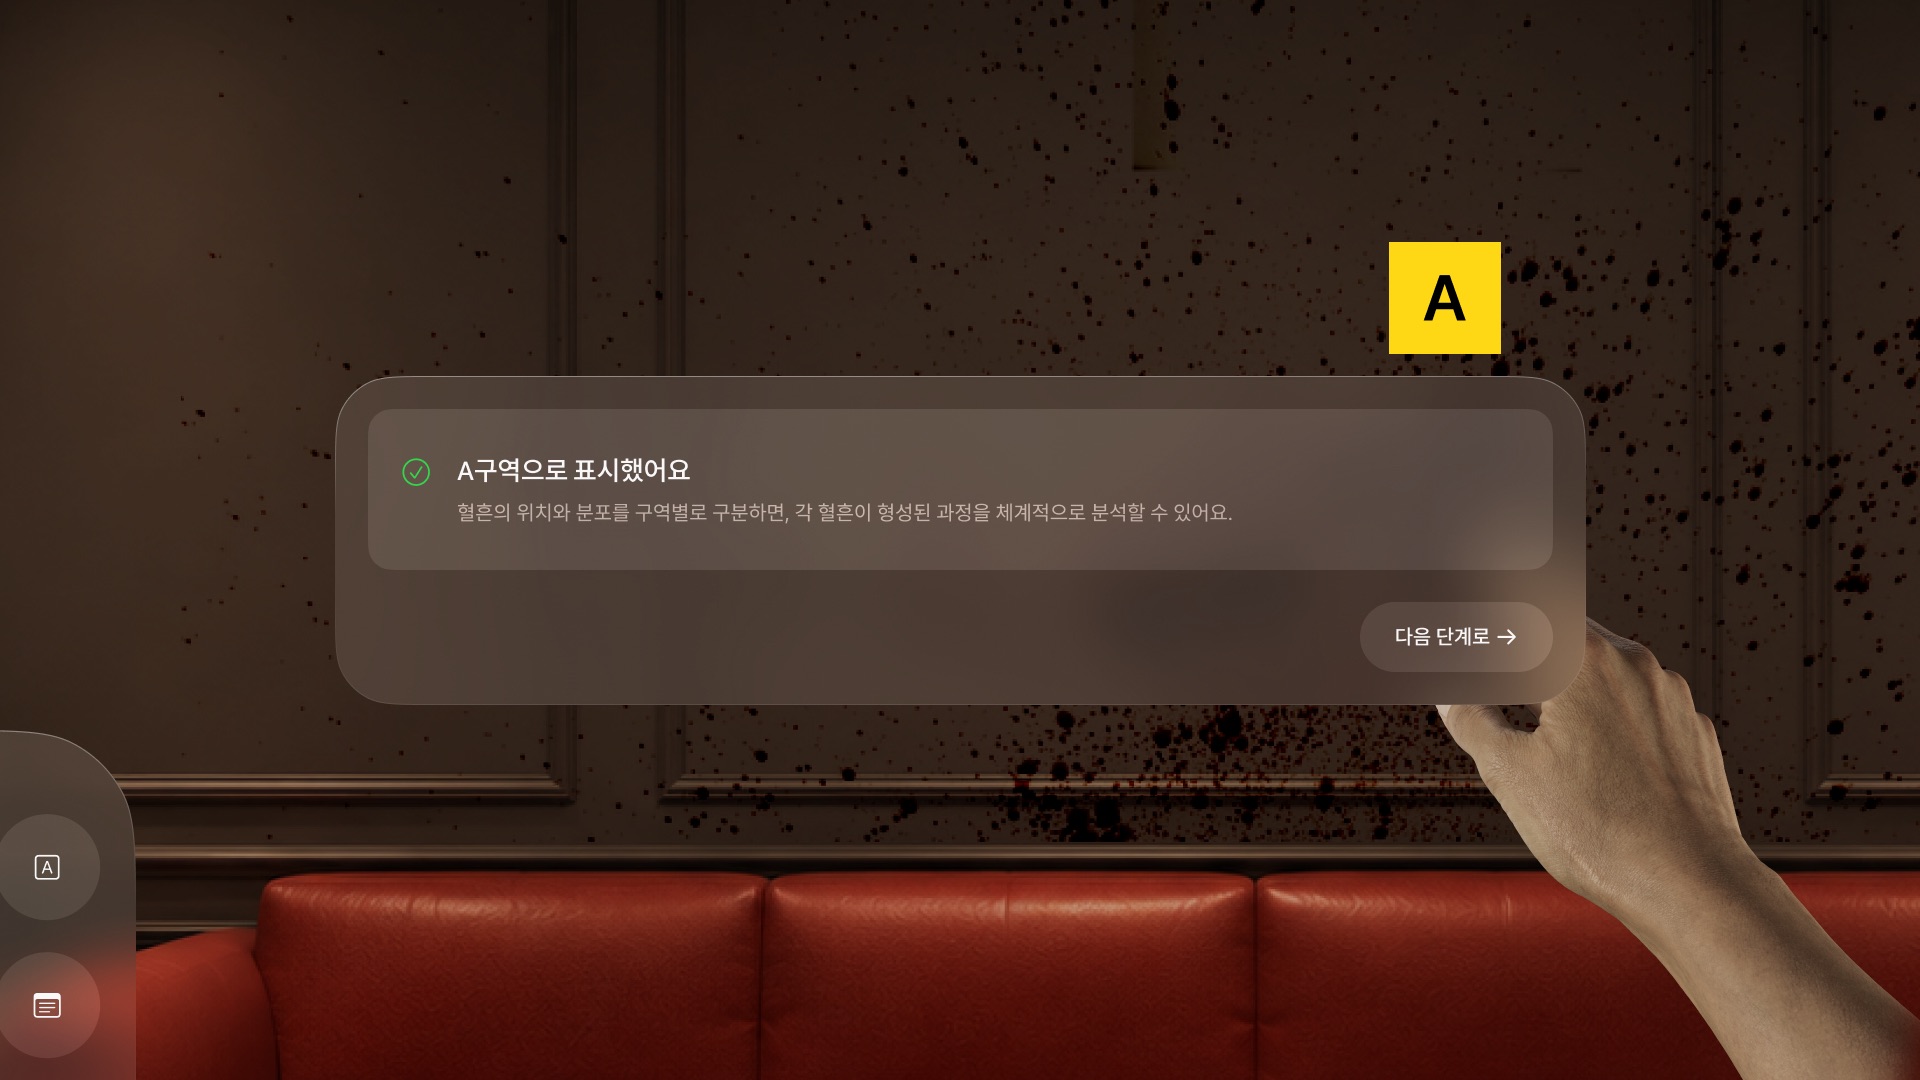 A
A구역으로 표시했어요
혈흔의 위치와 분포를 구역별로 구분하면, 각 혈흔이 형성된 과정을 체계적으로 분석할 수 있어요.
다음 단계로 →
A